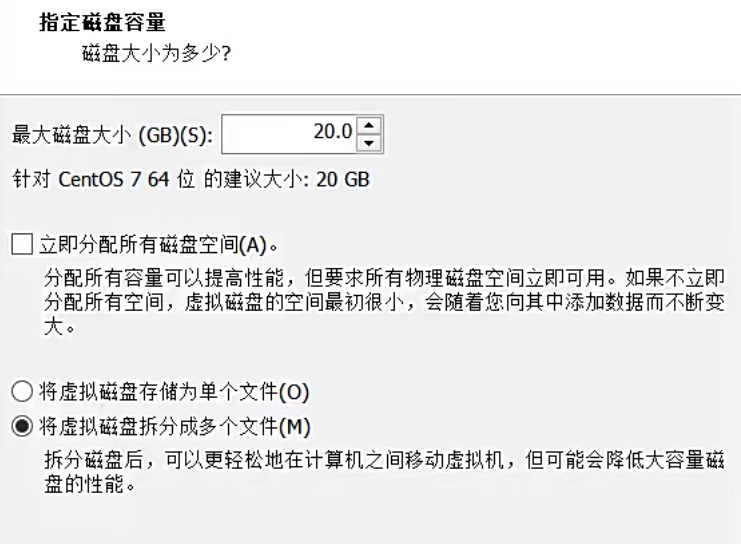 指定磁盘容量
磁盘大小为多少?
最大磁盘大小 (GB)(S): 20.0
针对 CentOS 7 64 位 的建议大小: 20 GB
立即分配所有磁盘空间(A)。
分配所有容量可以提高性能，但要求所有物理磁盘空间立即可用。如果不立即
分配所有空间，虚拟磁盘的空间最初很小，会随着您向其中添加数据而不断变
大。
将虚拟磁盘存储为单个文件(O)
将虚拟磁盘拆分成多个文件(M)
拆分磁盘后，可以更轻松地在计算机之间移动虚拟机，但可能会降低大容量磁
盘的性能。